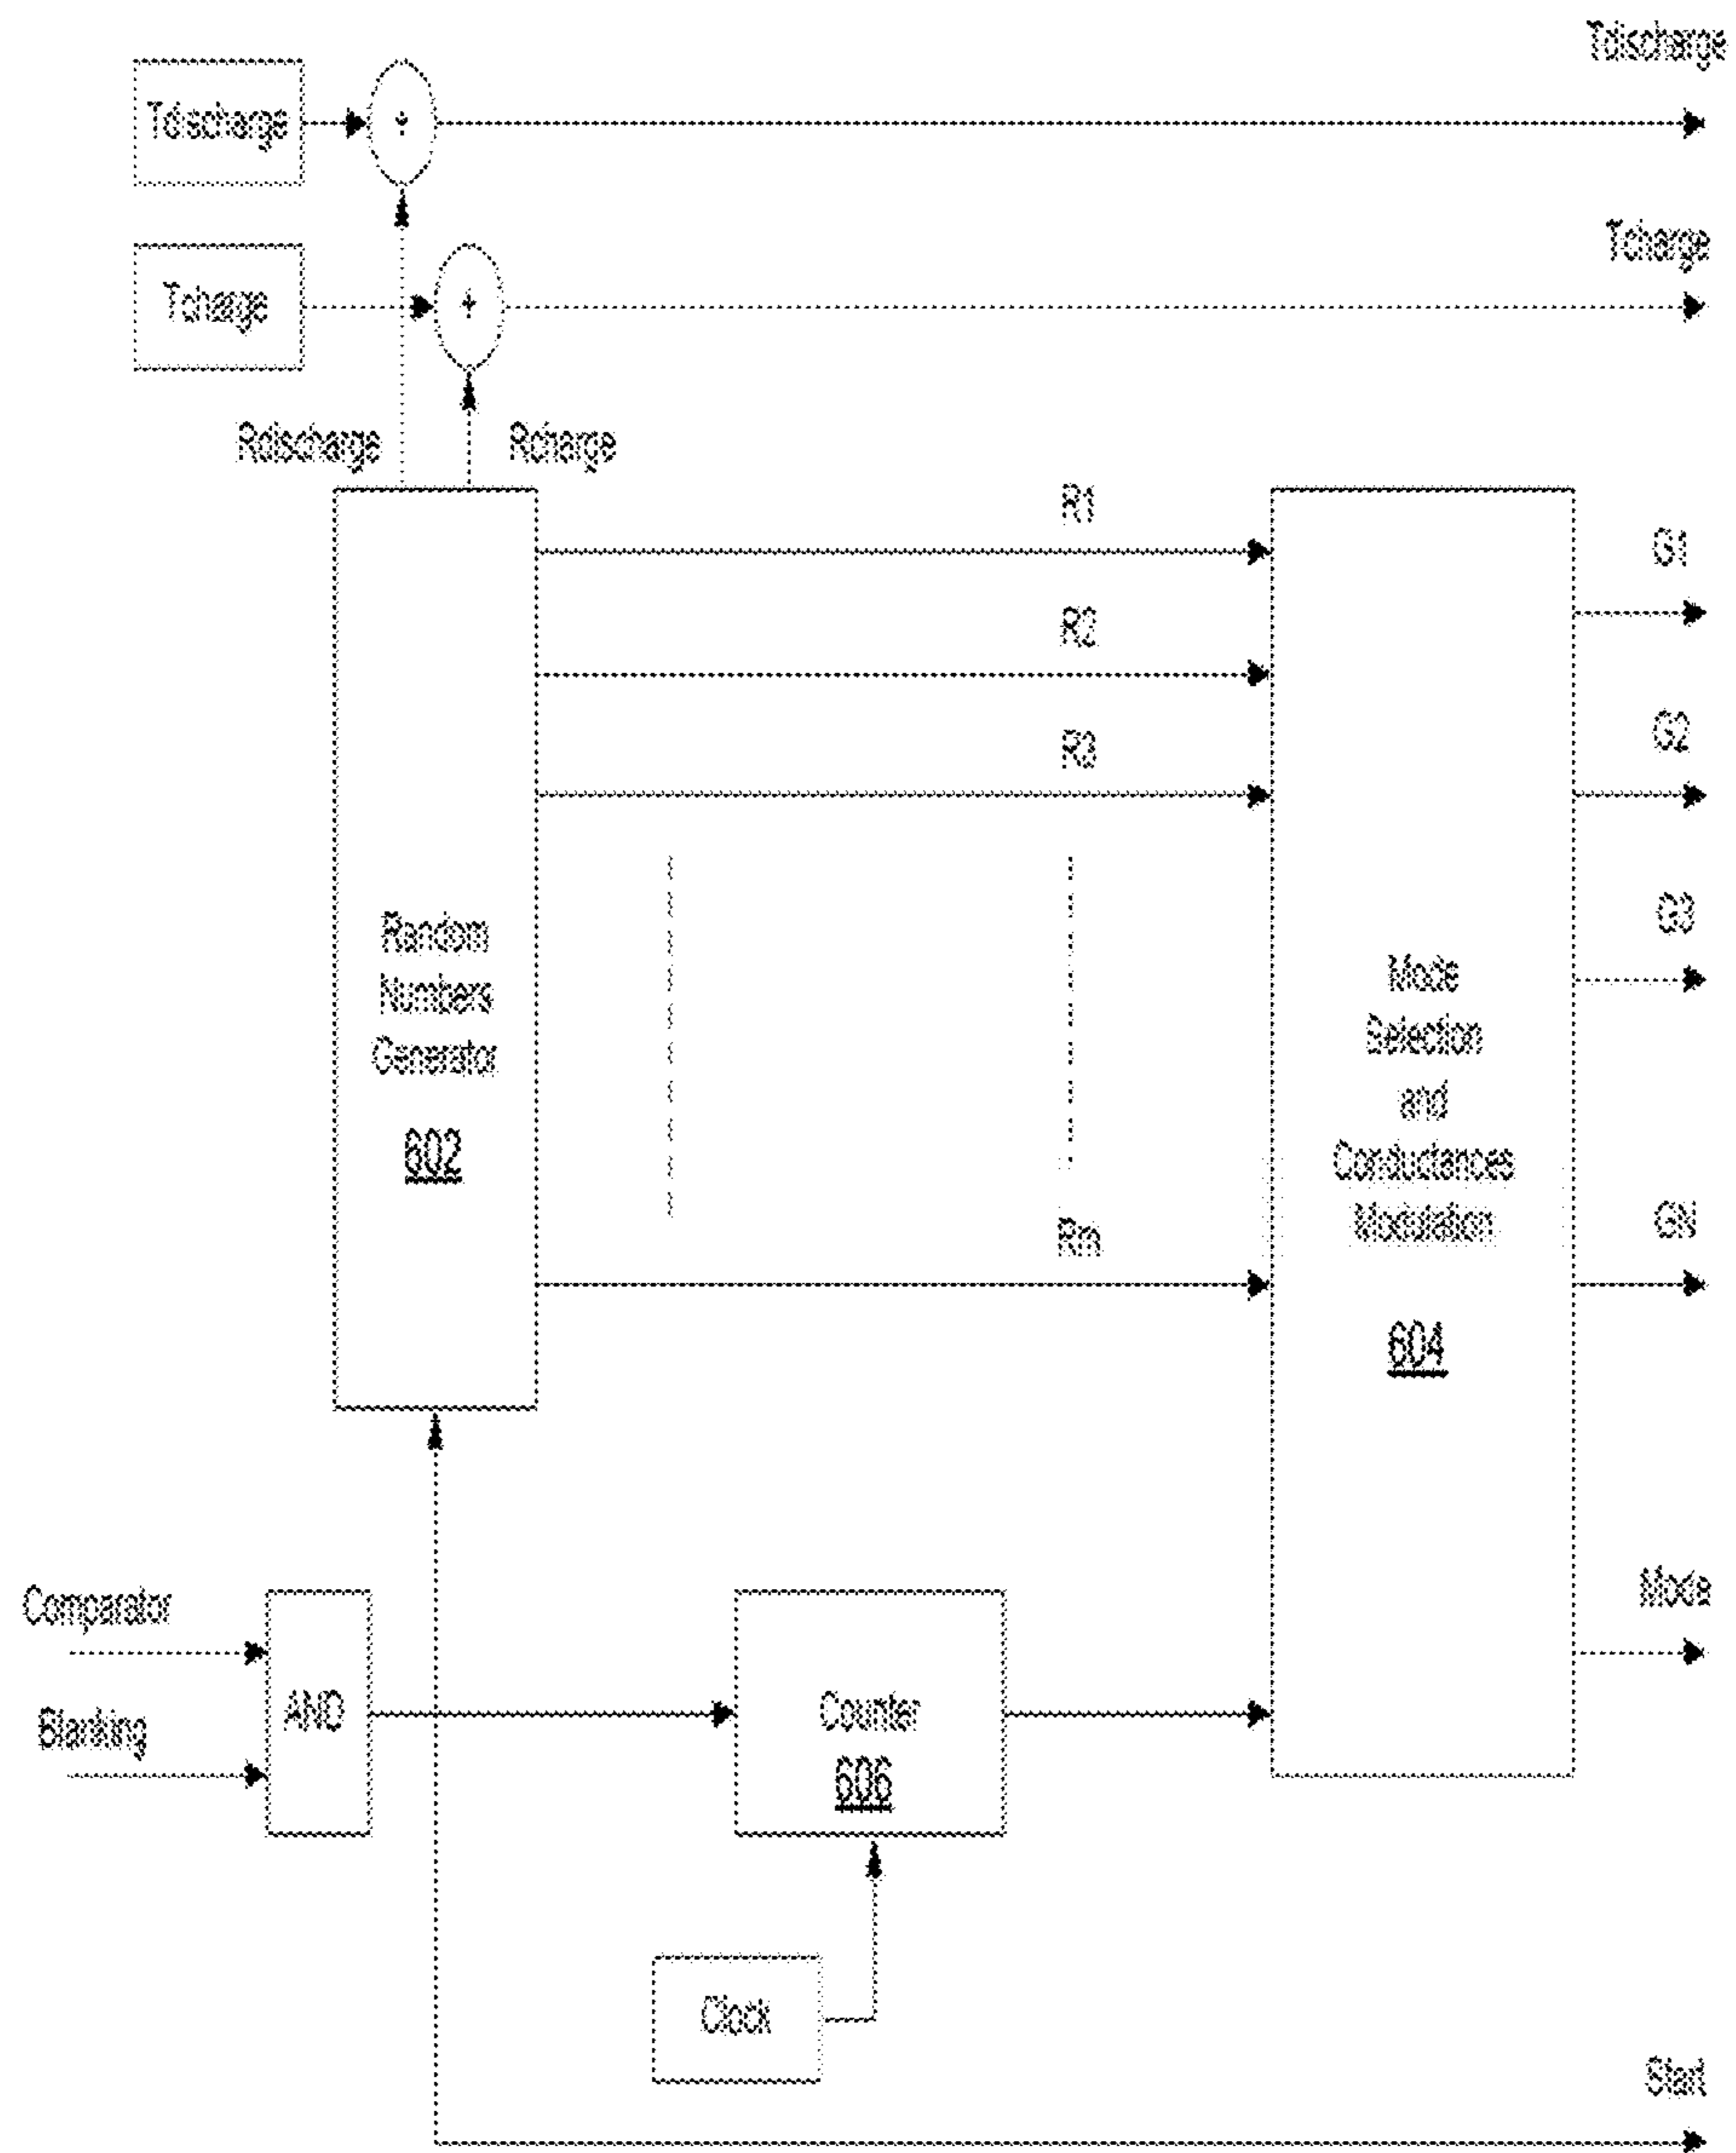 Tdischarge
Tdischarge
+
Tcharge
Tcharge
+
Rdischarge
Rcharge
R1
G1
R2
G2
R3
G3
Random
Numbers
Generator
602
Mode
Selection
and
Conductances
Modulation
604
Rm
GN
Comparator
Blanking
AND
Counter
606
Mode
Clock
Start